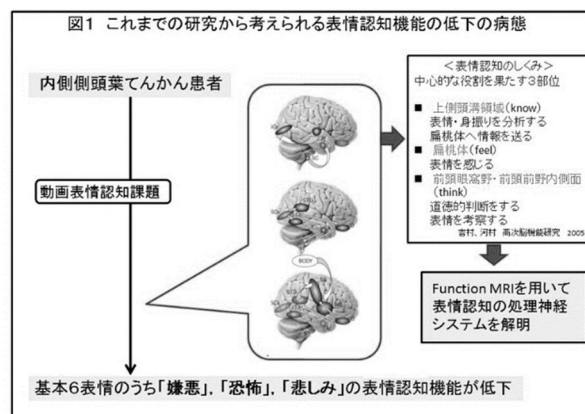 図1 これまでの研究から考えられる表情認知機能の低下の病態
内側側頭葉てんかん患者
動画表情認知課題
BODY
<表情認知のしくみ>
中心的な役割を果たす3部位
■ 上側頭溝領域(know)
表情・身振りを分析する
扁桃体へ情報を送る
■ 扁桃体(feel)
表情を感じる
■ 前頭眼窩野・前頭前野内側面
(think)
道徳的判断をする
表情を考察する
吉村、河村 高次脳機能研究 2005
Function MRIを用いて
表情認知の処理神経
システムを解明
基本6表情のうち「嫌悪」,「恐怖」,「悲しみ」の表情認知機能が低下